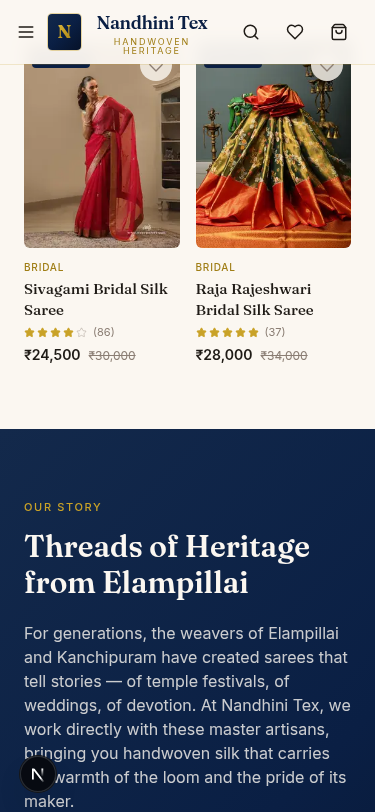 N
Nandhini Tex
HANDWOVEN
HERITAGE
BRIDAL
Sivagami Bridal Silk
Saree
(86)
₹24,500 ₹30,000
BRIDAL
Raja Rajeshwari
Bridal Silk Saree
(37)
₹28,000 ₹34,000
OUR STORY
Threads of Heritage
from Elampillai
For generations, the weavers of Elampillai
and Kanchipuram have created sarees that
tell stories — of temple festivals, of
weddings, of devotion. At Nandhini Tex, we
work directly with these master artisans,
bringing you handwoven silk that carries
warmth of the loom and the pride of its
maker.
N